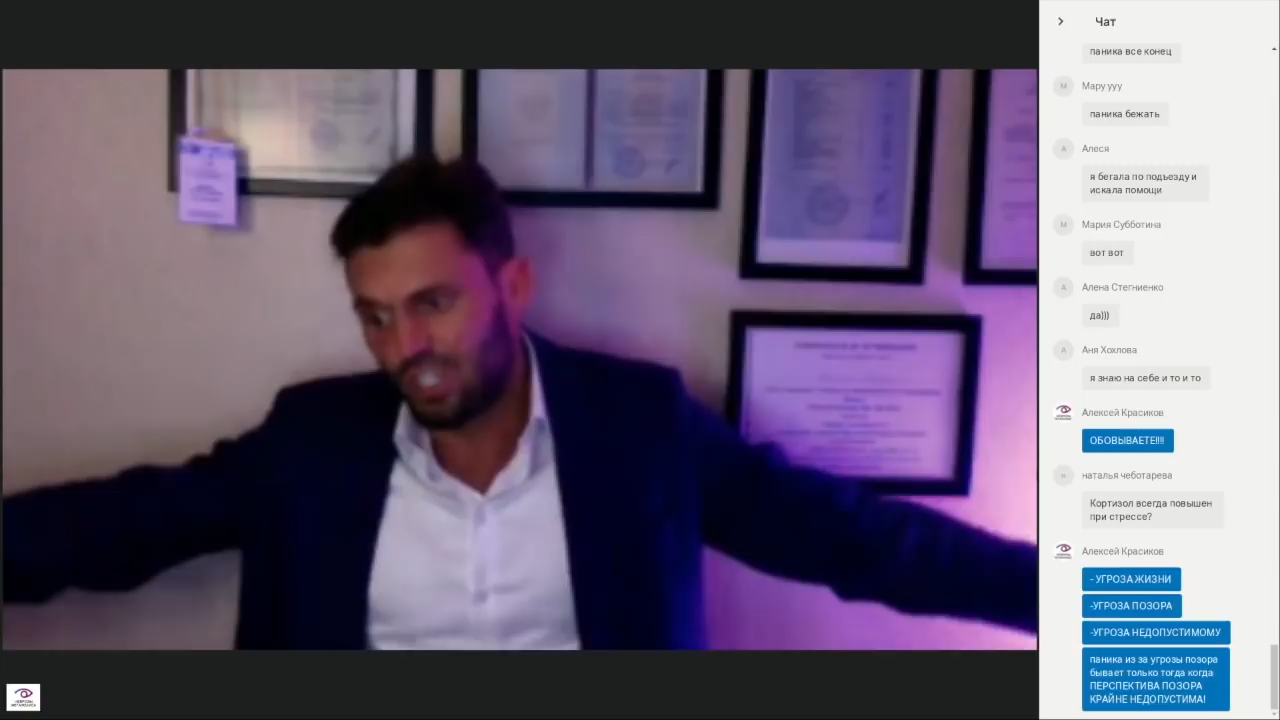 Чат
паника все конец
М
Мару ууу
паника бежать
А
Алеся
я бегала по подъезду и
искала помощи
М
Мария Субботина
вот вот
А
Алена Стегниенко
да)))
А
Аня Хохлова
я знаю на себе и то и то
Алексей Красиков
ОБОВЫВАЕТЕ!!!!
н
наталья чеботарева
Кортизол всегда повышен
при стрессе?
Алексей Красиков
- УГРОЗА ЖИЗНИ
-УГРОЗА ПОЗОРА
-УГРОЗА НЕДОПУСТИМОМУ
паника из за угрозы позора
бывает только тогда когда
ПЕРСПЕКТИВА ПОЗОРА
КРАЙНЕ НЕДОПУСТИМА!